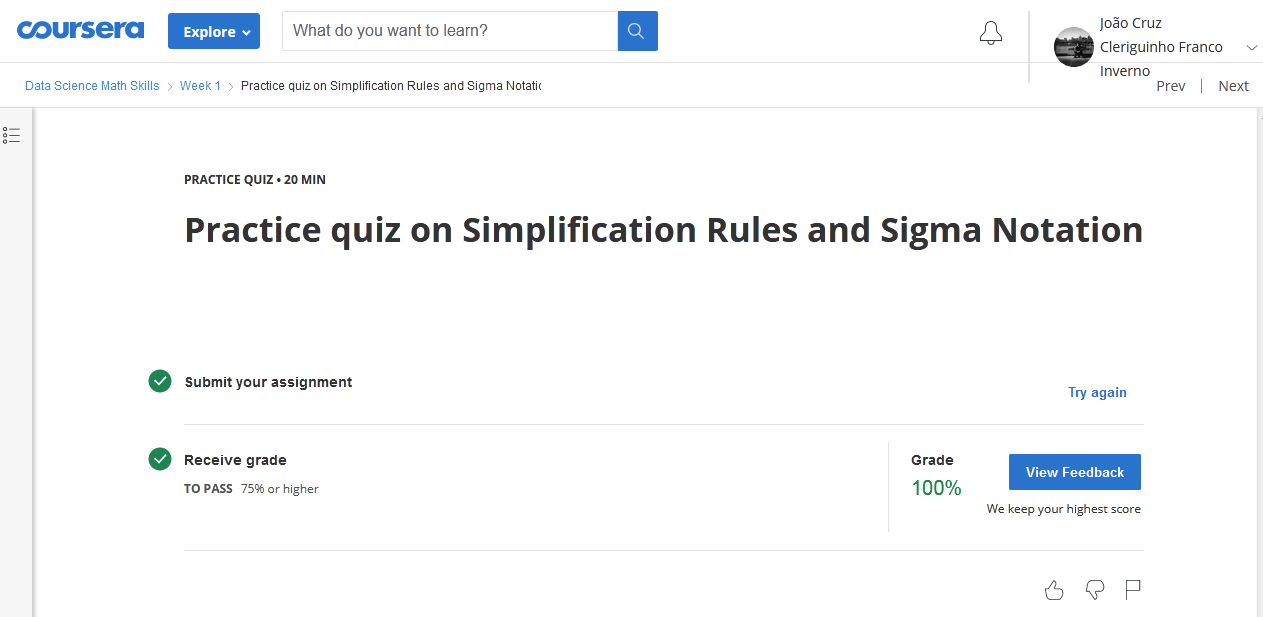 coursera
Explore
What do you want to learn?
João Cruz
Cleriguinho Franco
Inverno
Data Science Math Skills
Week 1
Practice quiz on Simplification Rules and Sigma Notatic
Prev
Next
PRACTICE QUIZ • 20 MIN
Practice quiz on Simplification Rules and Sigma Notation
Submit your assignment
Try again
Receive grade
TO PASS 75% or higher
Grade
100%
View Feedback
We keep your highest score